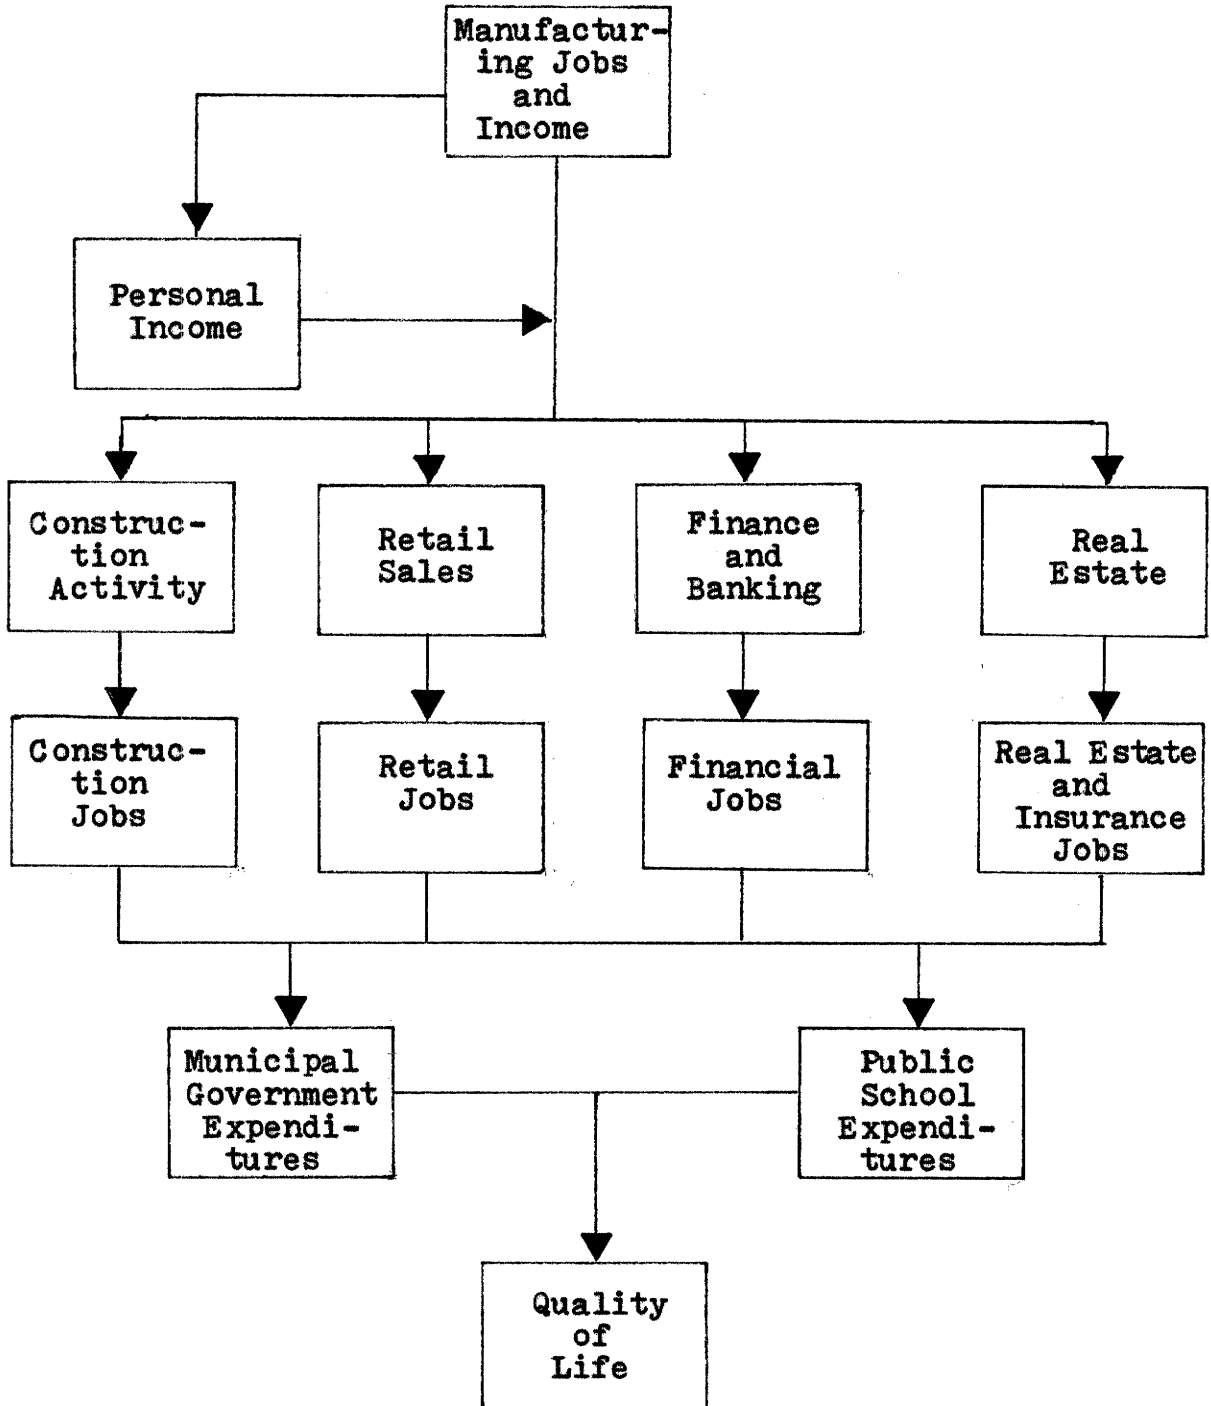 Manufactur-
ing Jobs
and
Income
Personal
Income
Construc-
tion
Activity
Retail
Sales
Finance
and
Banking
Real
Estate
Construc-
tion
Jobs
Retail
Jobs
Financial
Jobs
Real Estate
and
Insurance
Jobs
Municipal
Government
Expendi-
tures
Public
School
Expendi-
tures
Quality
of
Life